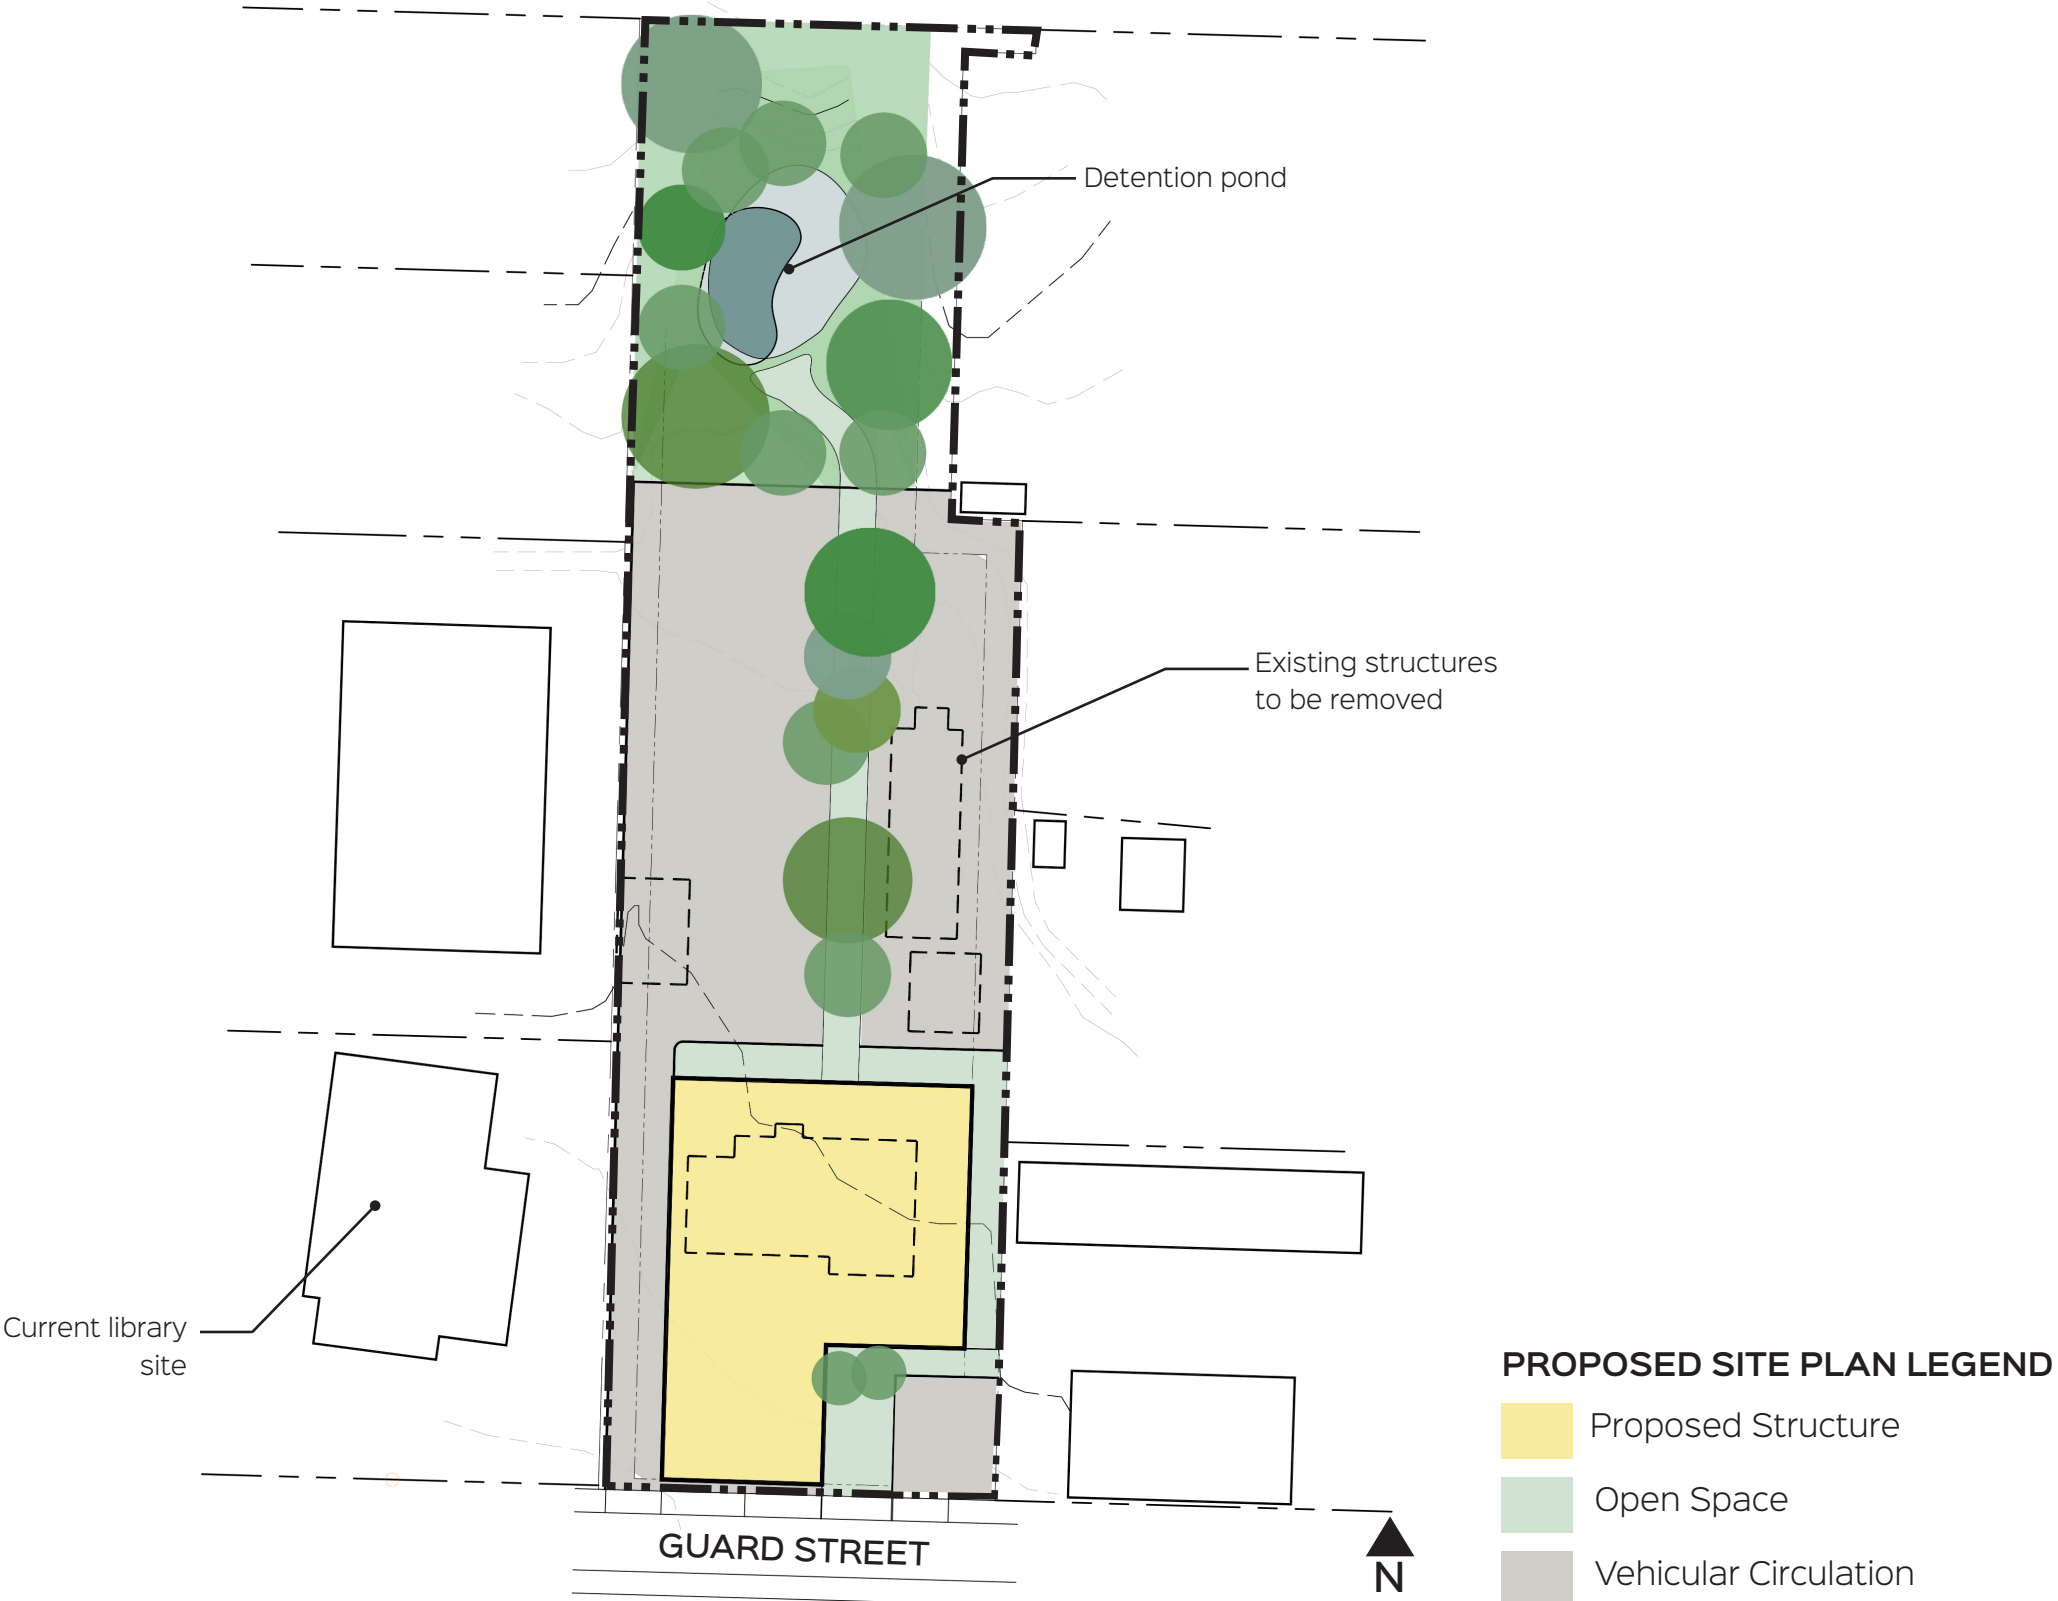 Detention pond
Existing structures
to be removed
Current library
site
PROPOSED SITE PLAN LEGEND
Proposed Structure
Open Space
Vehicular Circulation
GUARD STREET
N